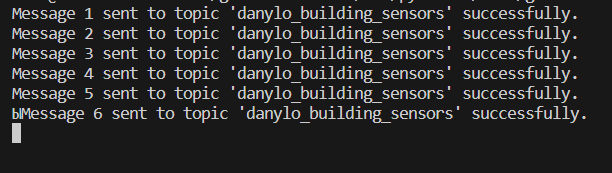 Message 1 sent to topic 'danylo_building_sensors' successfully.
Message 2 sent to topic 'danylo_building_sensors' successfully.
Message 3 sent to topic 'danylo_building_sensors' successfully.
Message 4 sent to topic 'danylo_building_sensors' successfully.
Message 5 sent to topic 'danylo_building_sensors' successfully.
ьMessage 6 sent to topic 'danylo_building_sensors' successfully.